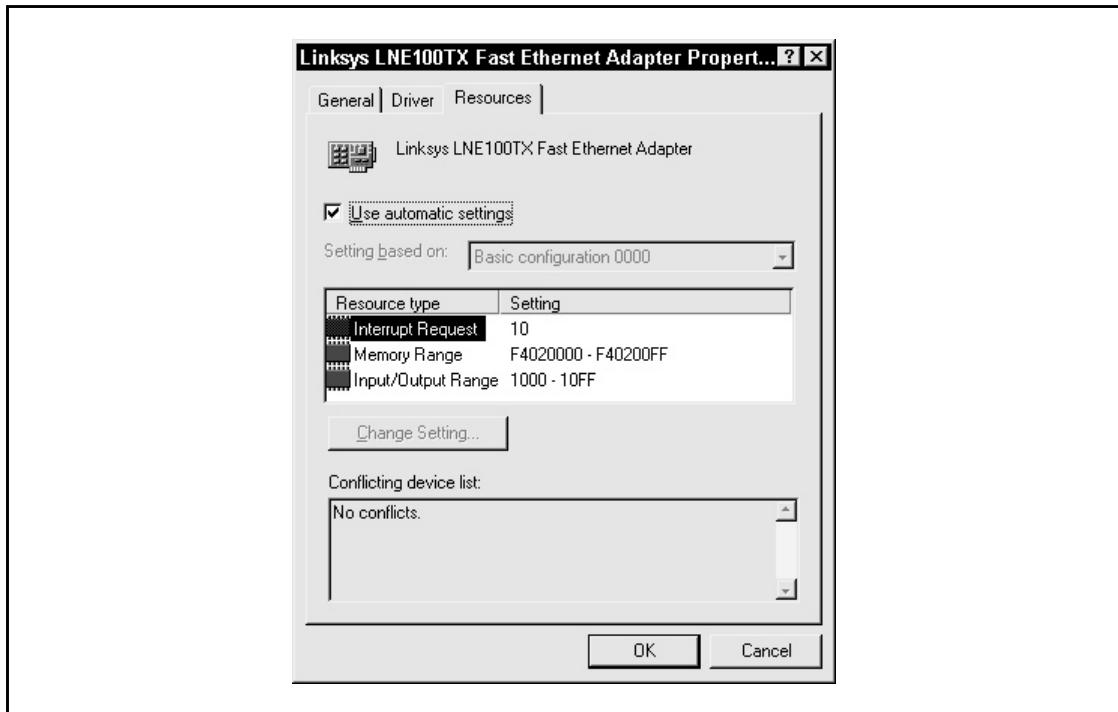 Linksys LNE100TX Fast Ethernet Adapter Propert...
General Driver Resources
Linksys LNE100TX Fast Ethernet Adapter
Use automatic settings
Setting based on: Basic configuration 0000
Resource type Setting
Interrupt Request 10
Memory Range F4020000 - F40200FF
Input/Output Range 1000 - 10FF
Change Setting...
Conflicting device list:
No conflicts.
OK Cancel